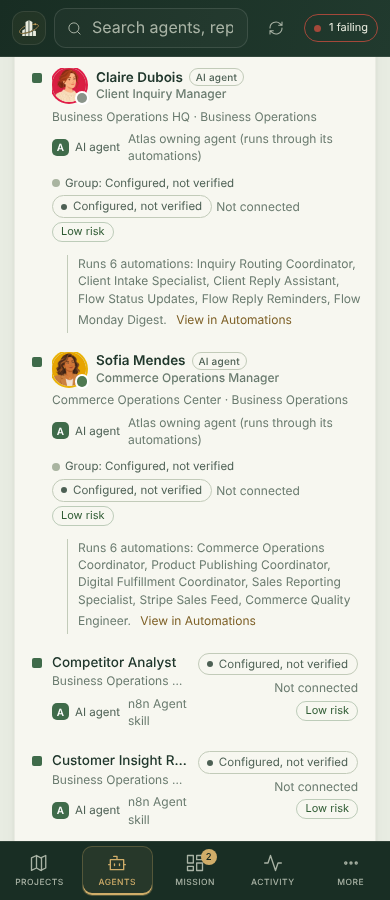 Search agents, rep
1 failing
Claire Dubois AI agent
Client Inquiry Manager
Business Operations HQ · Business Operations
A AI agent Atlas owning agent (runs through its
automations)
Group: Configured, not verified
Configured, not verified Not connected
Low risk
Runs 6 automations: Inquiry Routing Coordinator,
Client Intake Specialist, Client Reply Assistant,
Flow Status Updates, Flow Reply Reminders, Flow
Monday Digest. View in Automations
Sofia Mendes AI agent
Commerce Operations Manager
Commerce Operations Center · Business Operations
A AI agent Atlas owning agent (runs through its
automations)
Group: Configured, not verified
Configured, not verified Not connected
Low risk
Runs 6 automations: Commerce Operations
Coordinator, Product Publishing Coordinator,
Digital Fulfillment Coordinator, Sales Reporting
Specialist, Stripe Sales Feed, Commerce Quality
Engineer. View in Automations
Competitor Analyst Configured, not verified
Business Operations ... Not connected
A AI agent n8n Agent
skill Low risk
Customer Insight R... Configured, not verified
Business Operations ... Not connected
A AI agent n8n Agent
skill Low risk
2
PROJECTS AGENTS MISSION ACTIVITY MORE